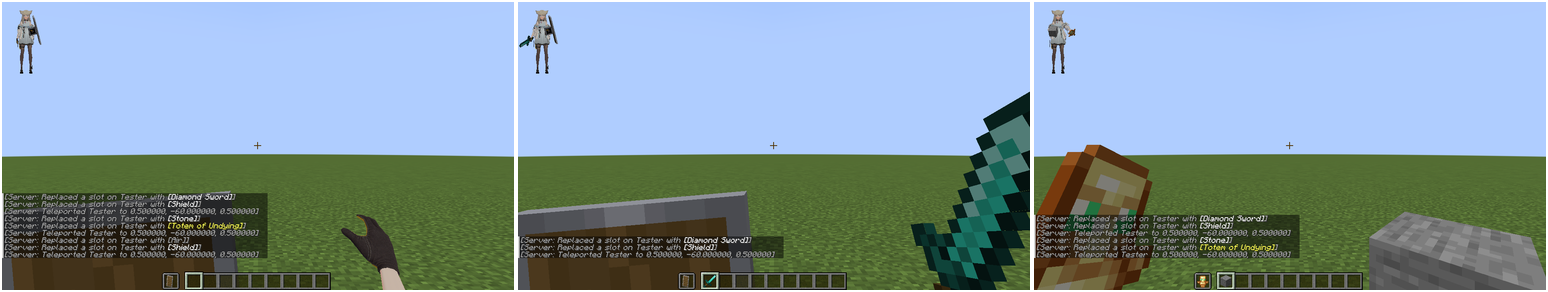 [Server: Replaced a slot on Tester with [Diamond Sword]]
[Server: Replaced a slot on Tester with [Shield]]
[Server: Teleported Tester to 0.500000, -60.000000, 0.500000]
[Server: Replaced a slot on Tester with [Stone]]
[Server: Replaced a slot on Tester with [Totem of Undying]]
[Server: Teleported Tester to 0.500000, -60.000000, 0.500000]
[Server: Replaced a slot on Tester with [Air]]
[Server: Replaced a slot on Tester with [Shield]]
[Server: Teleported Tester to 0.500000, -60.000000, 0.500000]
[Server: Replaced a slot on Tester with [Diamond Sword]]
[Server: Replaced a slot on Tester with [Shield]]
[Server: Teleported Tester to 0.500000, -60.000000, 0.500000]
[Server: Replaced a slot on Tester with [Diamond Sword]]
[Server: Replaced a slot on Tester with [Shield]]
[Server: Teleported Tester to 0.500000, -60.000000, 0.500000]
[Server: Replaced a slot on Tester with [Stone]]
[Server: Replaced a slot on Tester with [Totem of Undying]]
[Server: Teleported Tester to 0.500000, -60.000000, 0.500000]